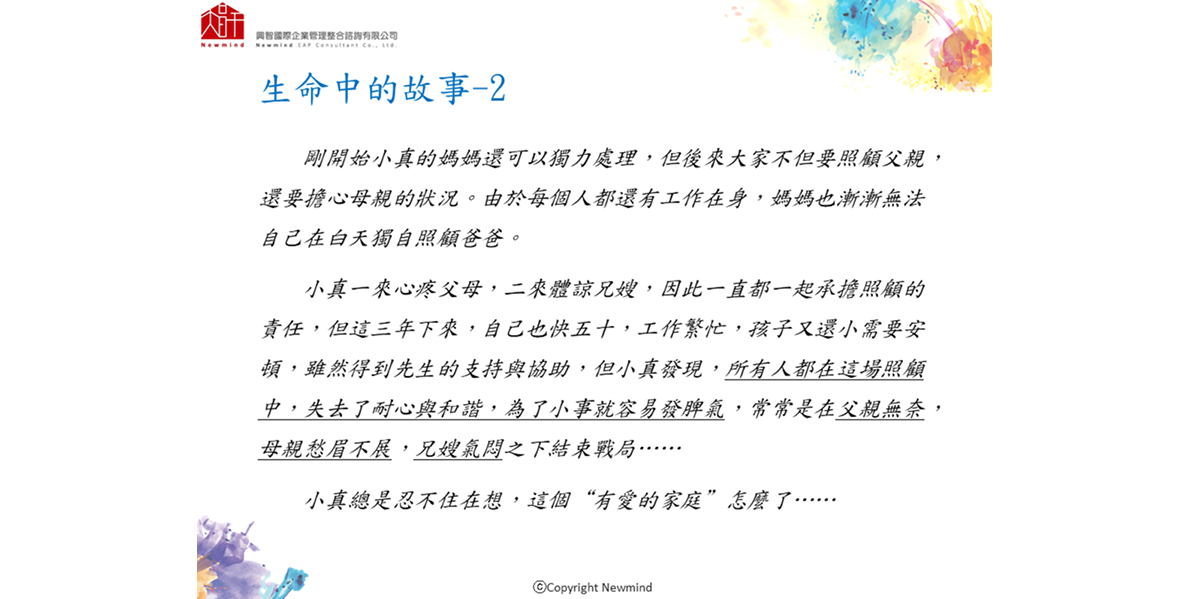 Newmind
興智國際企業管理整合諮詢有限公司
Newmind EAP Consultant Co., Ltd.
生命中的故事-2
剛開始小真的媽媽還可以獨力處理，但後來大家不但要照顧父親，
還要擔心母親的狀況。由於每個人都還有工作在身，媽媽也漸漸無法
自己在白天獨自照顧爸爸。
小真一來心疼父母，二來體諒兄嫂，因此一直都一起承擔照顧的
責任，但這三年下來，自己也快五十，工作繁忙，孩子又還小需要安
頓，雖然得到先生的支持與協助，但小真發現，所有人都在這場照顧
中，失去了耐心與和諧，為了小事就容易發脾氣，常常是在父親無奈，
母親愁眉不展，兄嫂氣悶之下結束戰局……
小真總是忍不住在想，這個“有愛的家庭”怎麼了……
©Copyright Newmind